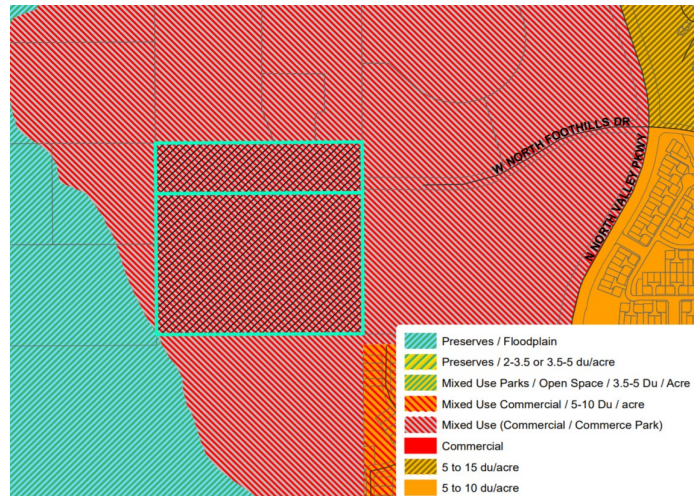 W NORTH FOOTHILLS DR
N NORTH VALLEY PKWY
Preserves / Floodplain
Preserves / 2-3.5 or 3.5-5 du/acre
Mixed Use Parks / Open Space / 3.5-5 Du / Acre
Mixed Use Commercial / 5-10 Du / acre
Mixed Use (Commercial / Commerce Park)
Commercial
5 to 15 du/acre
5 to 10 du/acre